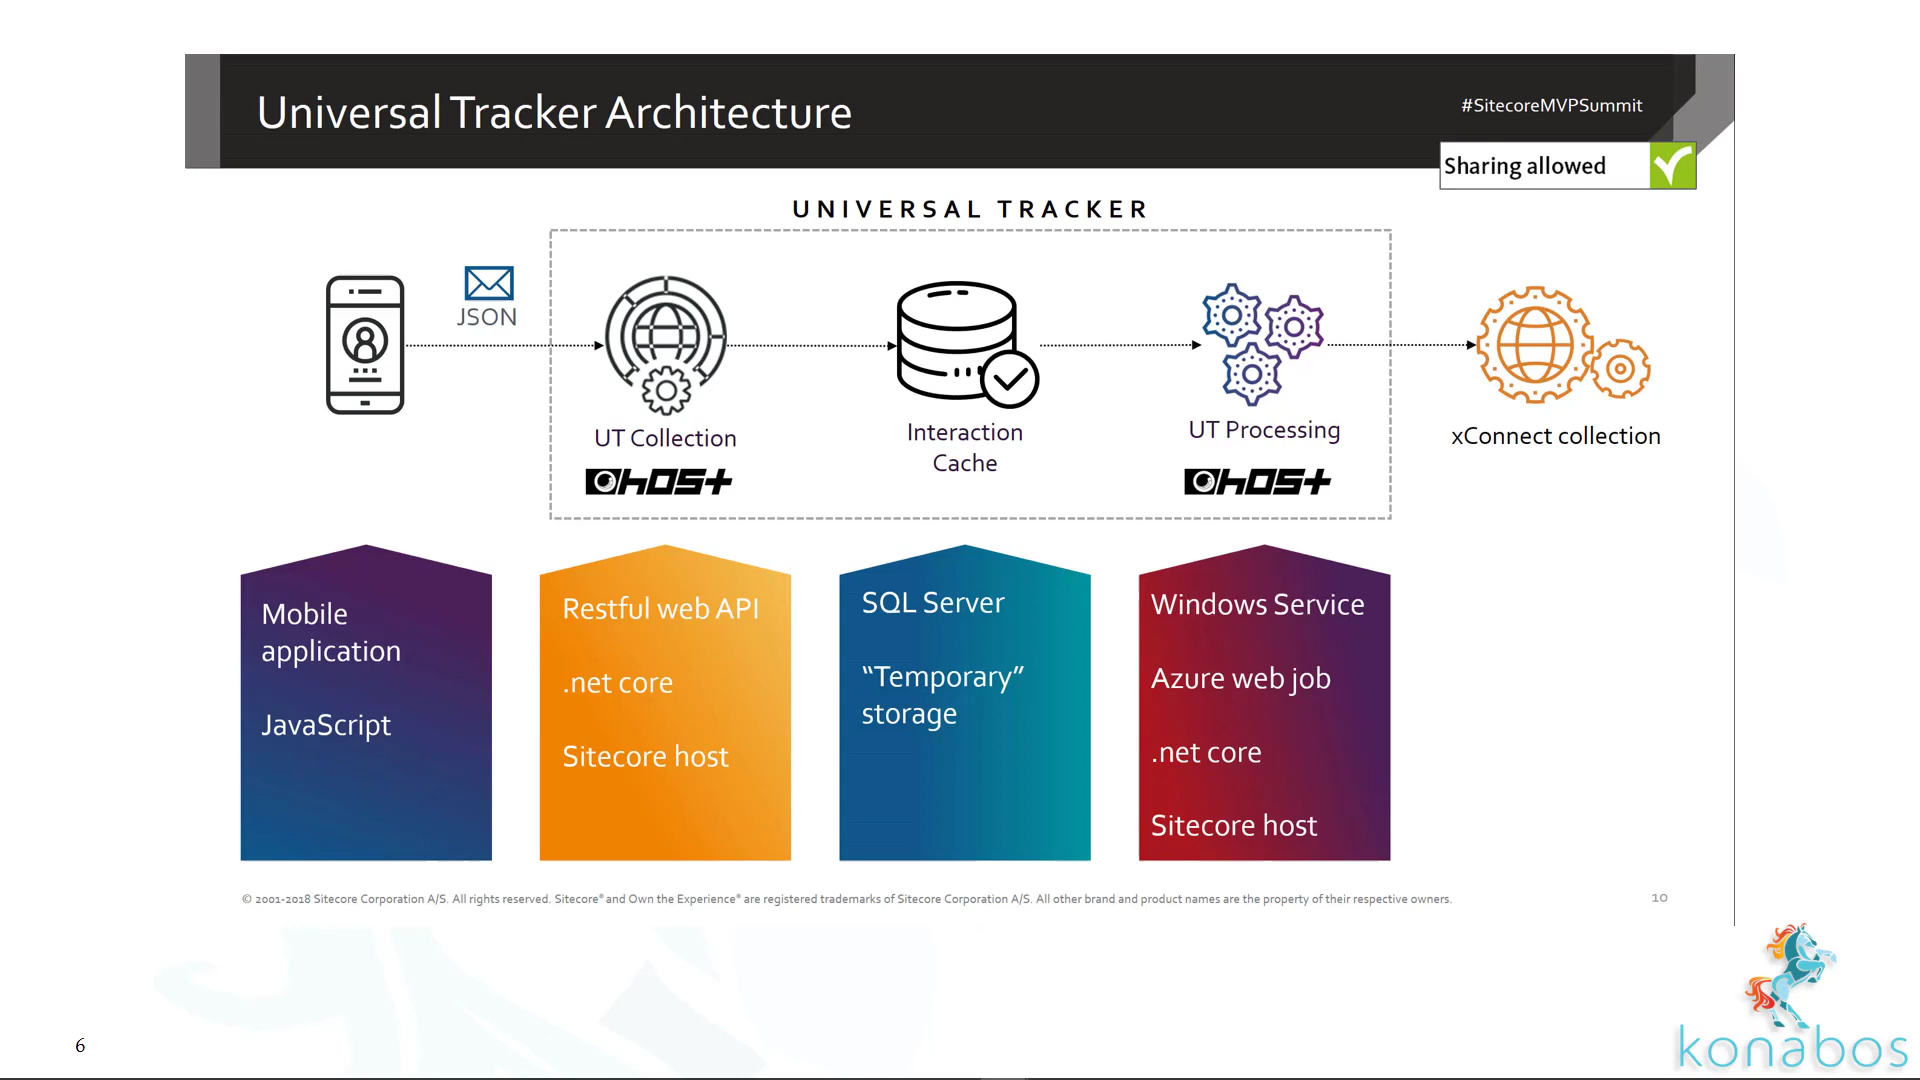 Universal Tracker Architecture
#SitecoreMVPSummit
Sharing allowed
UNIVERSAL TRACKER
JSON
UT Collection
host
Interaction
Cache
UT Processing
host
xConnect collection
Mobile
application
JavaScript
Restful web API
.net core
Sitecore host
SQL Server
“Temporary”
storage
Windows Service
Azure web job
.net core
Sitecore host
© 2001-2018 Sitecore Corporation A/S. All rights reserved. Sitecore® and Own the Experience® are registered trademarks of Sitecore Corporation A/S. All other brand and product names are the property of their respective owners.
10
6
konabos